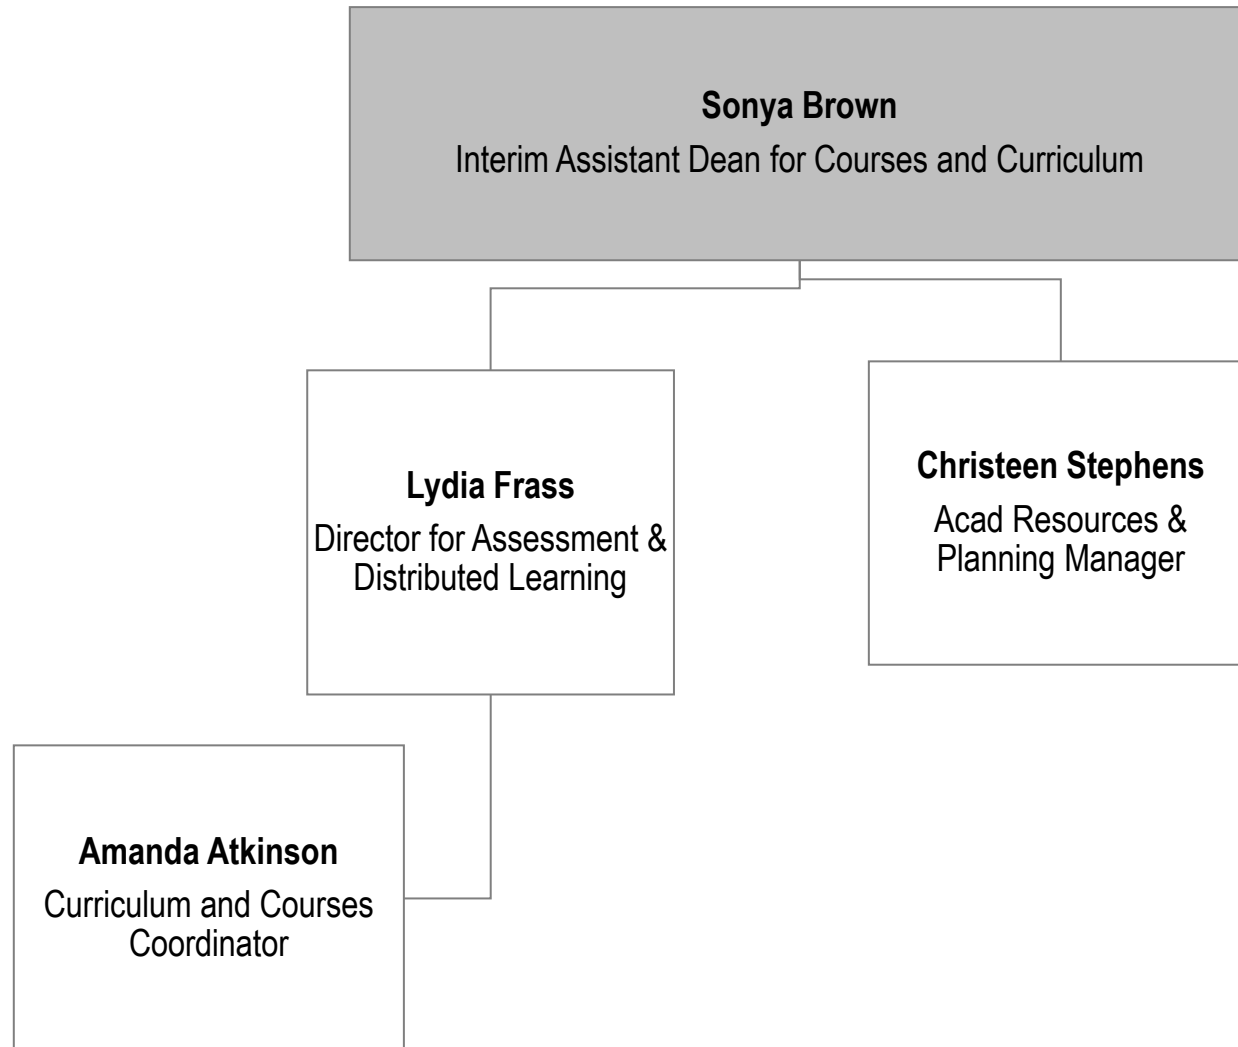 Sonya Brown
Interim Assistant Dean for Courses and Curriculum
Lydia Frass
Director for Assessment &
Distributed Learning
Christeen Stephens
Acad Resources &
Planning Manager
Amanda Atkinson
Curriculum and Courses
Coordinator